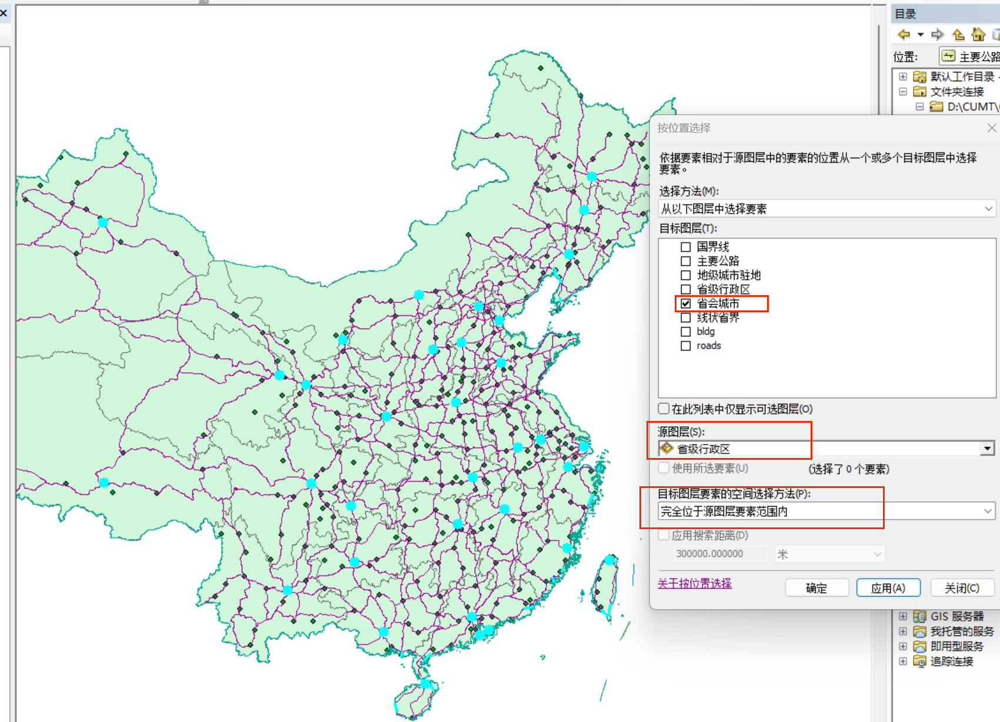 目录
位置:
主要公路
默认工作目录 -
文件夹连接
D:\CUMT\
按位置选择
依据要素相对于源图层中的要素的位置从一个或多个目标图层中选择
要素。
选择方法(M):
从以下图层中选择要素
目标图层(T):
国界线
主要公路
地级城市驻地
省级行政区
省会城市
线状省界
bldg
roads
在此列表中仅显示可选图层(O)
源图层(S):
省级行政区
使用所选要素(U)
(选择了 0 个要素)
目标图层要素的空间选择方法(P):
完全位于源图层要素范围内
应用搜索距离(D)
300000.000000
米
关于按位置选择
确定
应用(A)
关闭(C)
GIS 服务器
我托管的服务
即用型服务
追踪连接